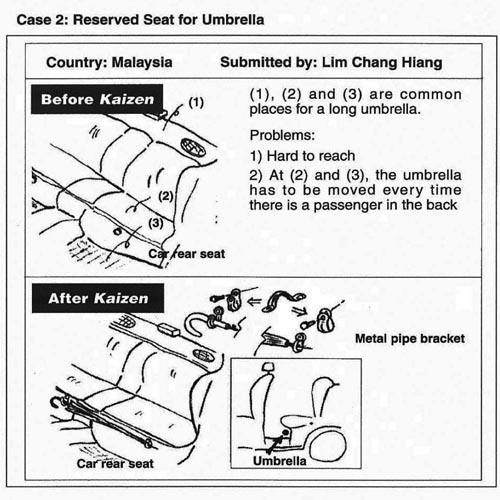 Case 2: Reserved Seat for Umbrella
Country: Malaysia
Submitted by: Lim Chang Hiang
Before Kaizen
(1)
(2)
(3)
Car rear seat
(1), (2) and (3) are common
places for a long umbrella.
Problems:
1) Hard to reach
2) At (2) and (3), the umbrella
has to be moved every time
there is a passenger in the back
After Kaizen
Metal pipe bracket
Car rear seat
Umbrella